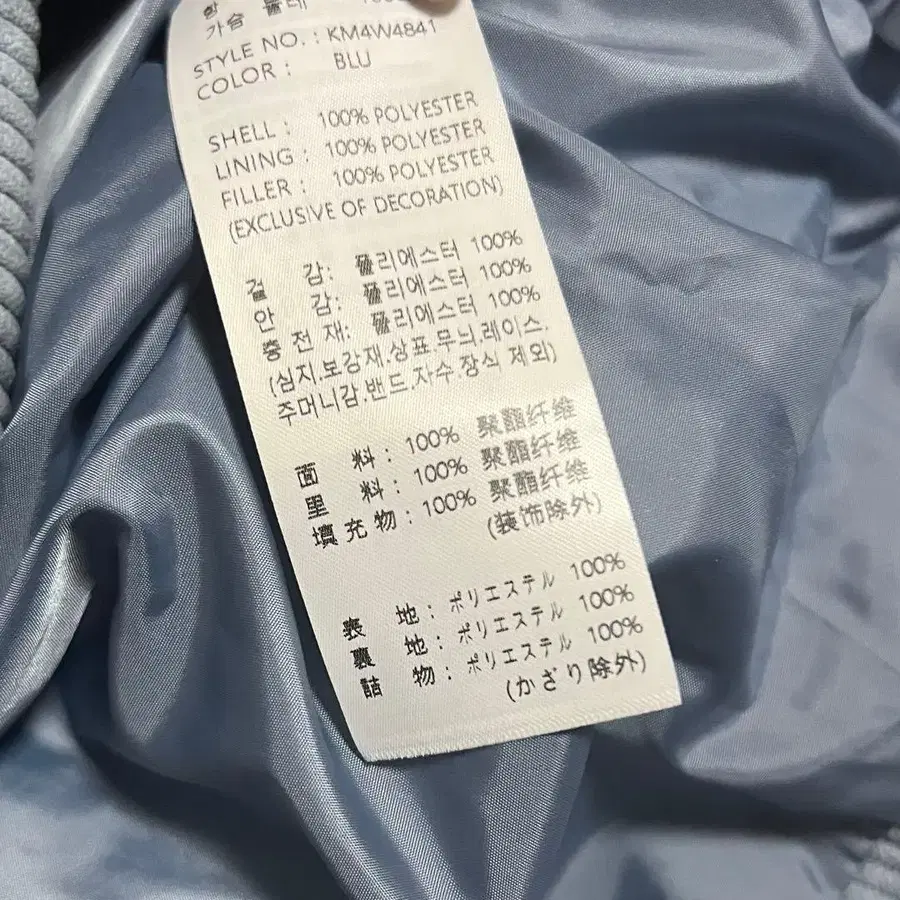 가슴 둘레
STYLE NO. : KM4W4841
COLOR : BLU
SHELL : 100% POLYESTER
LINING : 100% POLYESTER
FILLER : 100% POLYESTER
(EXCLUSIVE OF DECORATION)
겉 감: 폴리에스터 100%
안 감: 폴리에스터 100%
충 전 재: 폴리에스터 100%
(심지.보강재.상표.무늬.레이스.
주머니감.밴드.자수.장식 제외)
面 料 : 100% 聚酯纤维
里 料 : 100% 聚酯纤维
填 充 物 : 100% 聚酯纤维
(装饰除外)
表 地 : ポリエステル 100%
裏 地 : ポリエステル 100%
詰 物 : ポリエステル 100%
(かざり除外)